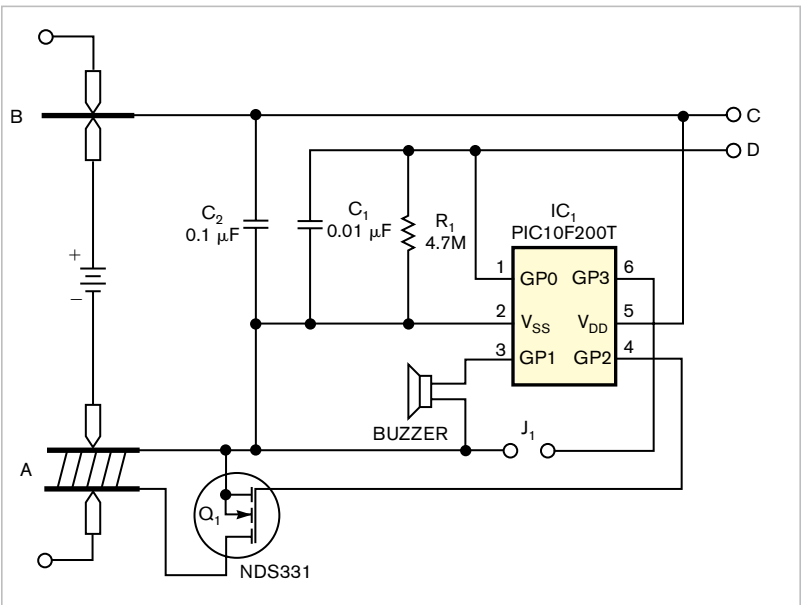 B
C
D
C2
0.1 µF
C1
0.01 µF
R1
4.7M
IC1
PIC10F200T
+
−
1
GP0
GP3
6
2
VSS
VDD
5
3
GP1
GP2
4
BUZZER
J1
A
Q1
NDS331